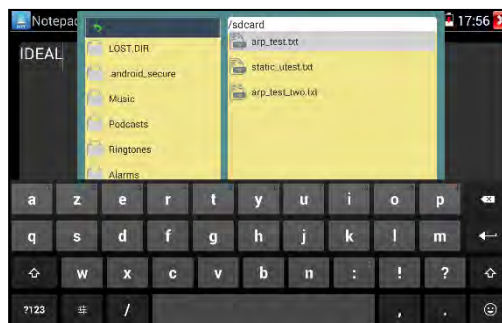 Notepad
17:56
IDEAL
/sdcard
LOST.DIR
.android_secure
Music
Podcasts
Ringtones
Alarms
arp_test.txt
static_utest.txt
arp_test_two.txt
a z e r t y u i o p
q s d f g h j k l m
w x c v b n : ! ?
?123 / , .